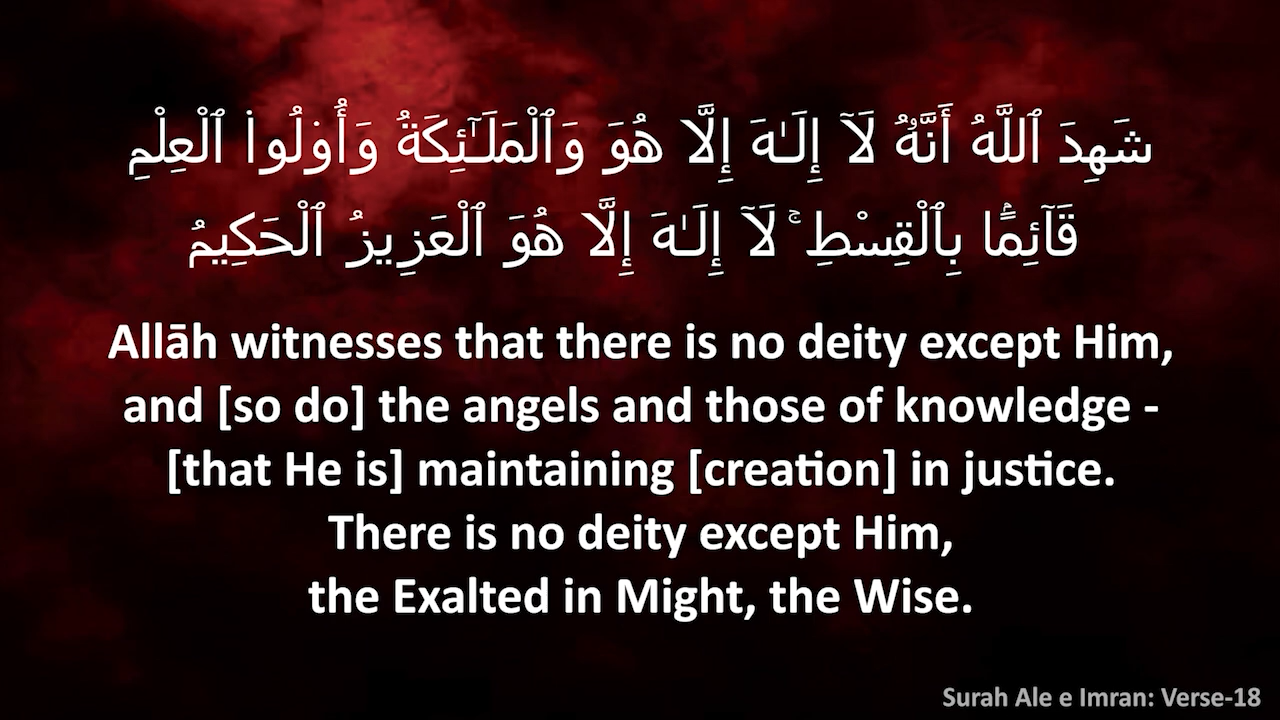 شَهِدَ ٱللَّهُ أَنَّهُۥ لَآ إِلَـٰهَ إِلَّا هُوَ وَٱلْمَلَـٰٓئِكَةُ وَأُو۟لُوا۟ ٱلْعِلْمِ
قَآئِمًۢا بِٱلْقِسْطِ ۚ لَآ إِلَـٰهَ إِلَّا هُوَ ٱلْعَزِيزُ ٱلْحَكِيمُ
Allāh witnesses that there is no deity except Him,
and [so do] the angels and those of knowledge -
[that He is] maintaining [creation] in justice.
There is no deity except Him,
the Exalted in Might, the Wise.
Surah Ale e Imran: Verse-18